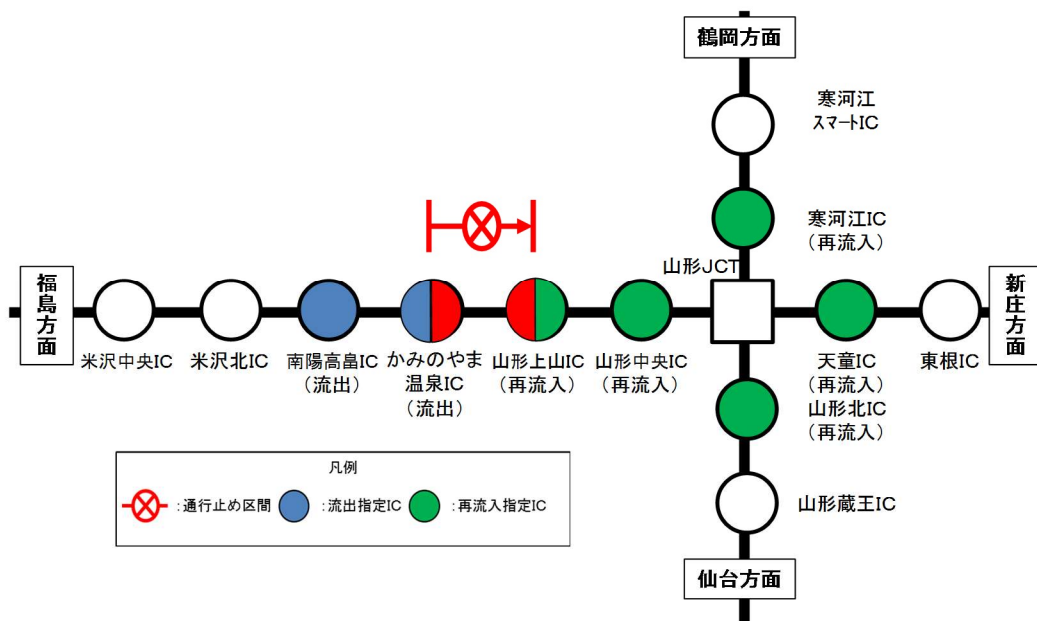 鶴岡方面
寒河江
スマートIC
寒河江IC
（再流入）
山形JCT
福島方面
新庄方面
米沢中央IC
米沢北IC
南陽高畠IC
（流出）
かみのやま
温泉IC
（流出）
山形上山IC
（再流入）
山形中央IC
（再流入）
天童IC
（再流入）
東根IC
山形北IC
（再流入）
山形蔵王IC
仙台方面
凡例
：通行止め区間
：流出指定IC
：再流入指定IC